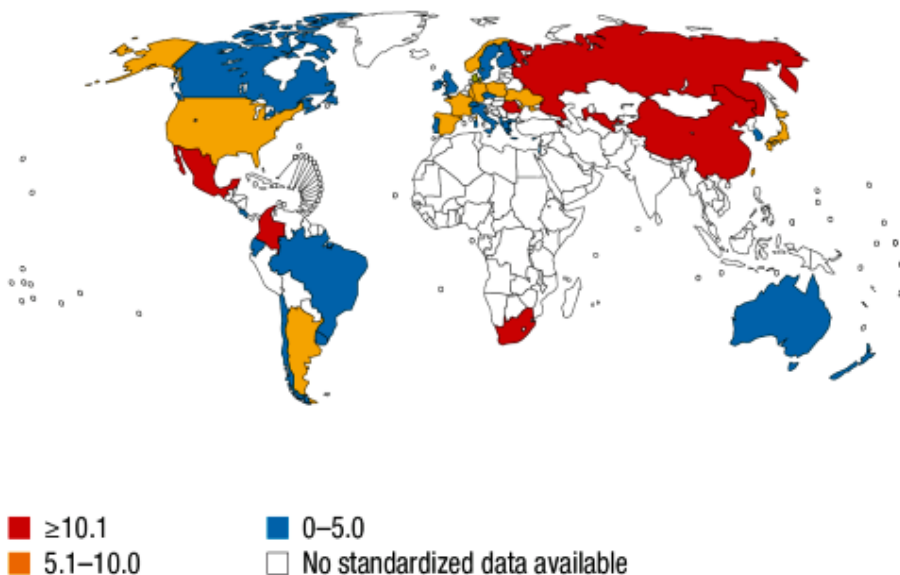 ≥10.1
0–5.0
5.1–10.0
No standardized data available